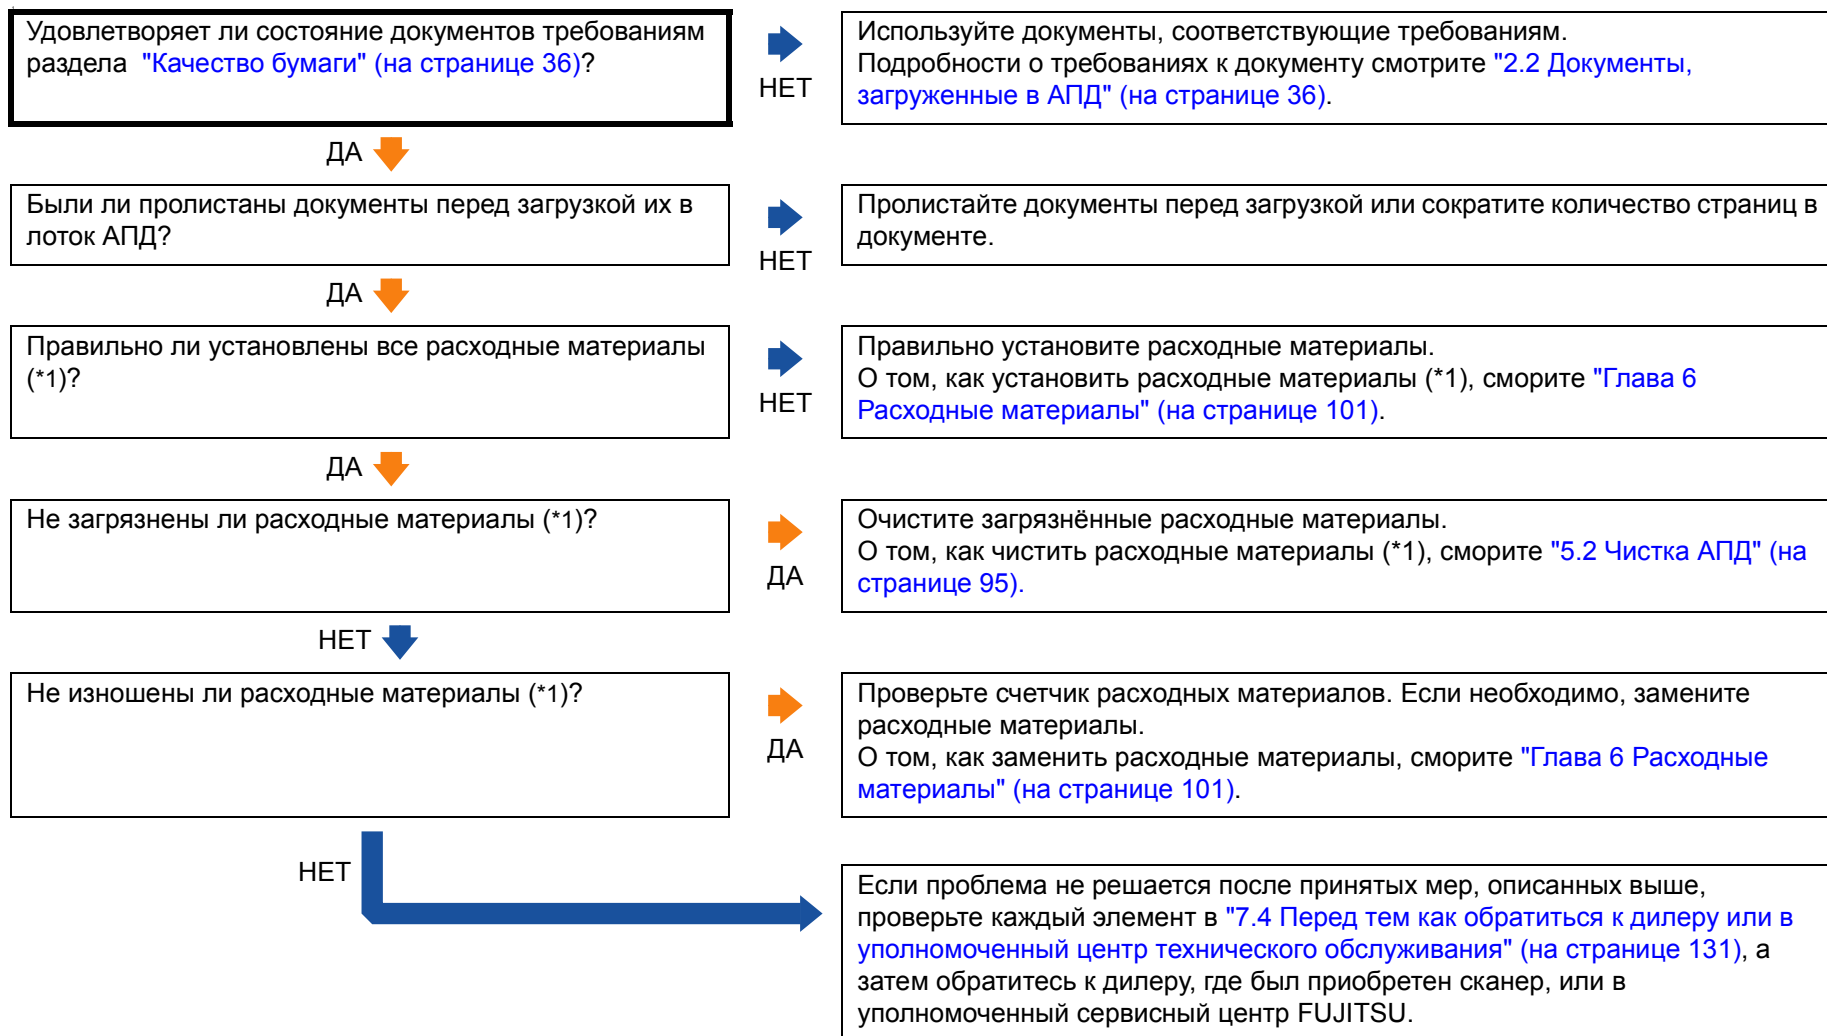 Удовлетворяет ли состояние документов требованиям
раздела "Качество бумаги" (на странице 36)?
НЕТ
Используйте документы, соответствующие требованиям.
Подробности о требованиях к документу смотрите "2.2 Документы,
загруженные в АПД" (на странице 36).
ДА
Были ли пролистаны документы перед загрузкой их в
лоток АПД?
НЕТ
Пролистайте документы перед загрузкой или сократите количество страниц в
документе.
ДА
Правильно ли установлены все расходные материалы
(*1)?
НЕТ
Правильно установите расходные материалы.
О том, как установить расходные материалы (*1), сморите "Глава 6
Расходные материалы" (на странице 101).
ДА
Не загрязнены ли расходные материалы (*1)?
ДА
Очистите загрязнённые расходные материалы.
О том, как чистить расходные материалы (*1), сморите "5.2 Чистка АПД" (на
странице 95).
НЕТ
Не изношены ли расходные материалы (*1)?
ДА
Проверьте счетчик расходных материалов. Если необходимо, замените
расходные материалы.
О том, как заменить расходные материалы, сморите "Глава 6 Расходные
материалы" (на странице 101).
НЕТ
Если проблема не решается после принятых мер, описанных выше,
проверьте каждый элемент в "7.4 Перед тем как обратиться к дилеру или в
уполномоченный центр технического обслуживания" (на странице 131), а
затем обратитесь к дилеру, где был приобретен сканер, или в
уполномоченный сервисный центр FUJITSU.